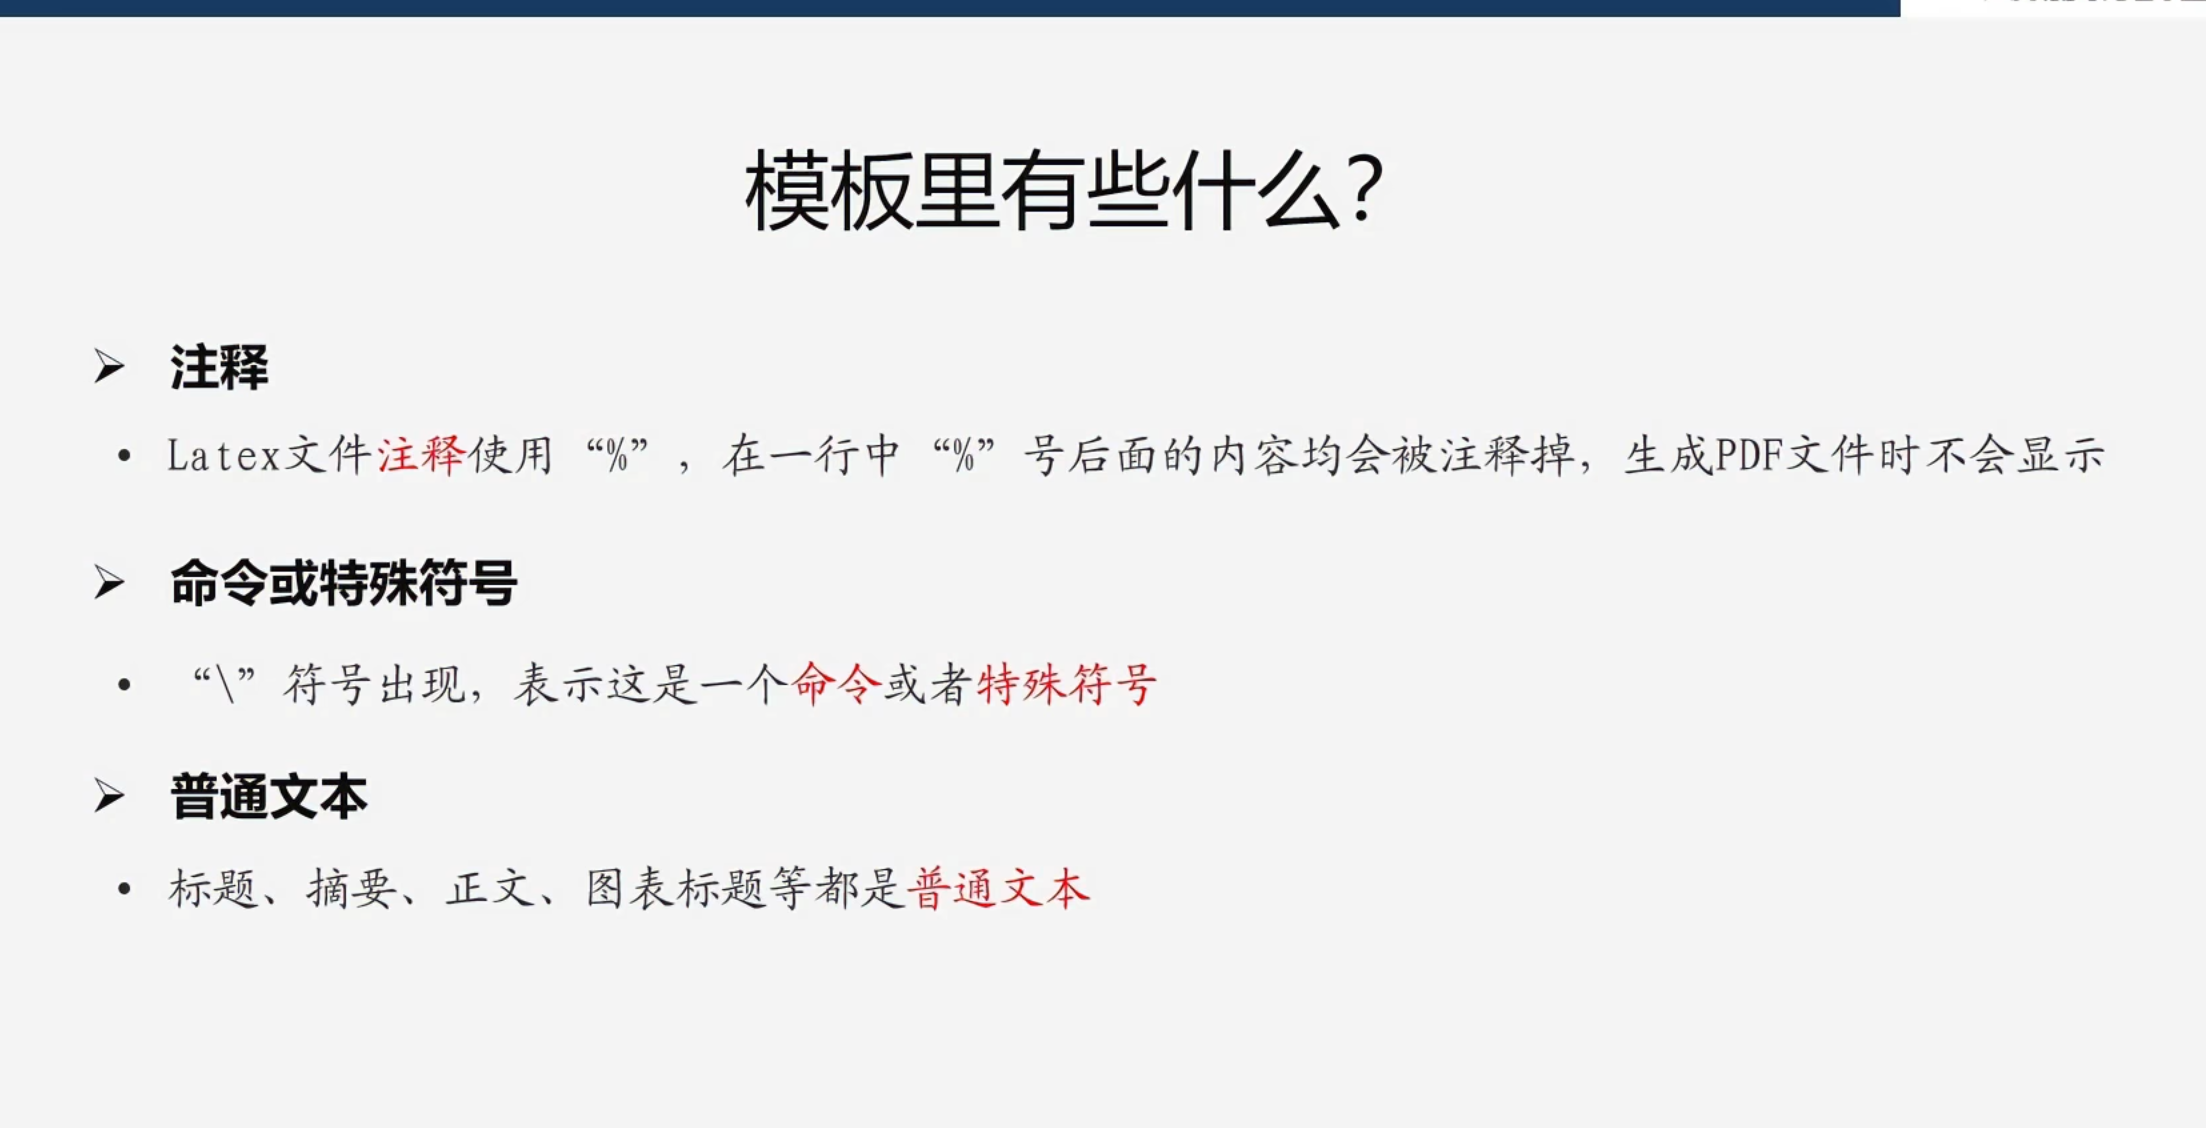 模板里有些什么？
注释
Latex文件注释使用“%”，在一行中“%”号后面的内容均会被注释掉，生成PDF文件时不会显示
命令或特殊符号
“\”符号出现，表示这是一个命令或者特殊符号
普通文本
标题、摘要、正文、图表标题等都是普通文本